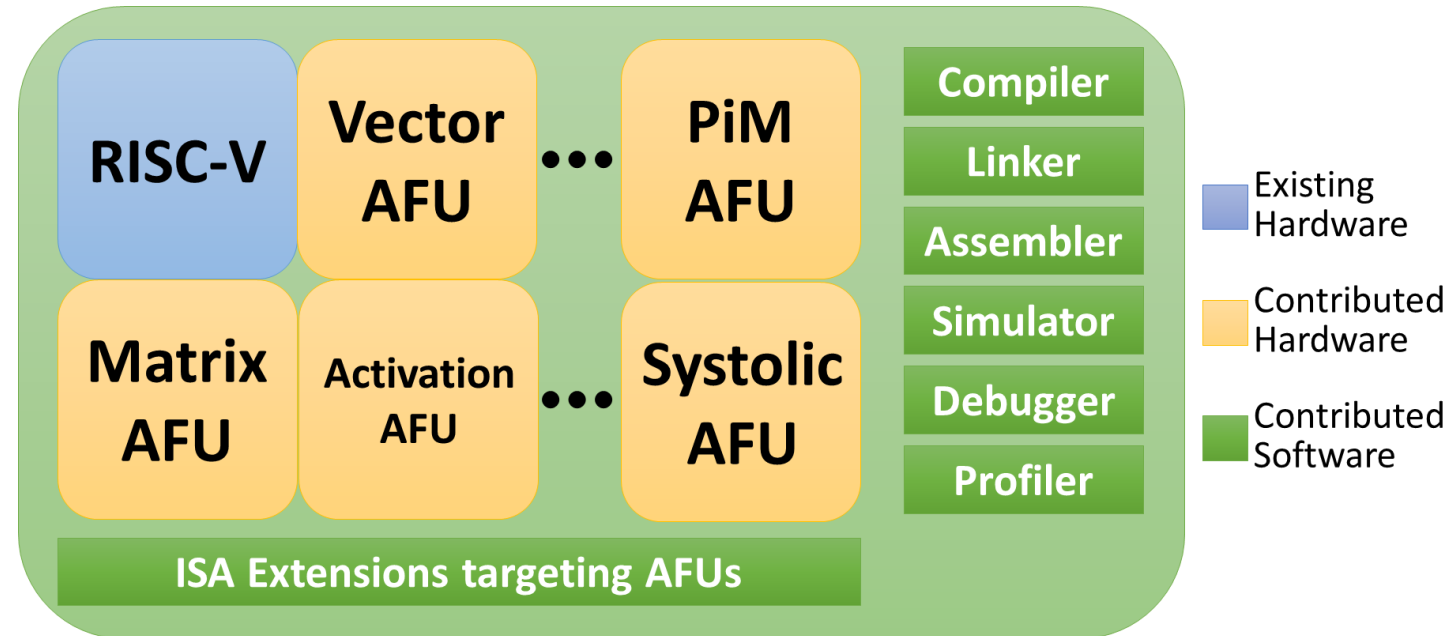 RISC-V
Vector
AFU
•••
PiM
AFU
Matrix
AFU
Activation
AFU
•••
Systolic
AFU
ISA Extensions targeting AFUs
Compiler
Linker
Assembler
Simulator
Debugger
Profiler
Existing
Hardware
Contributed
Hardware
Contributed
Software